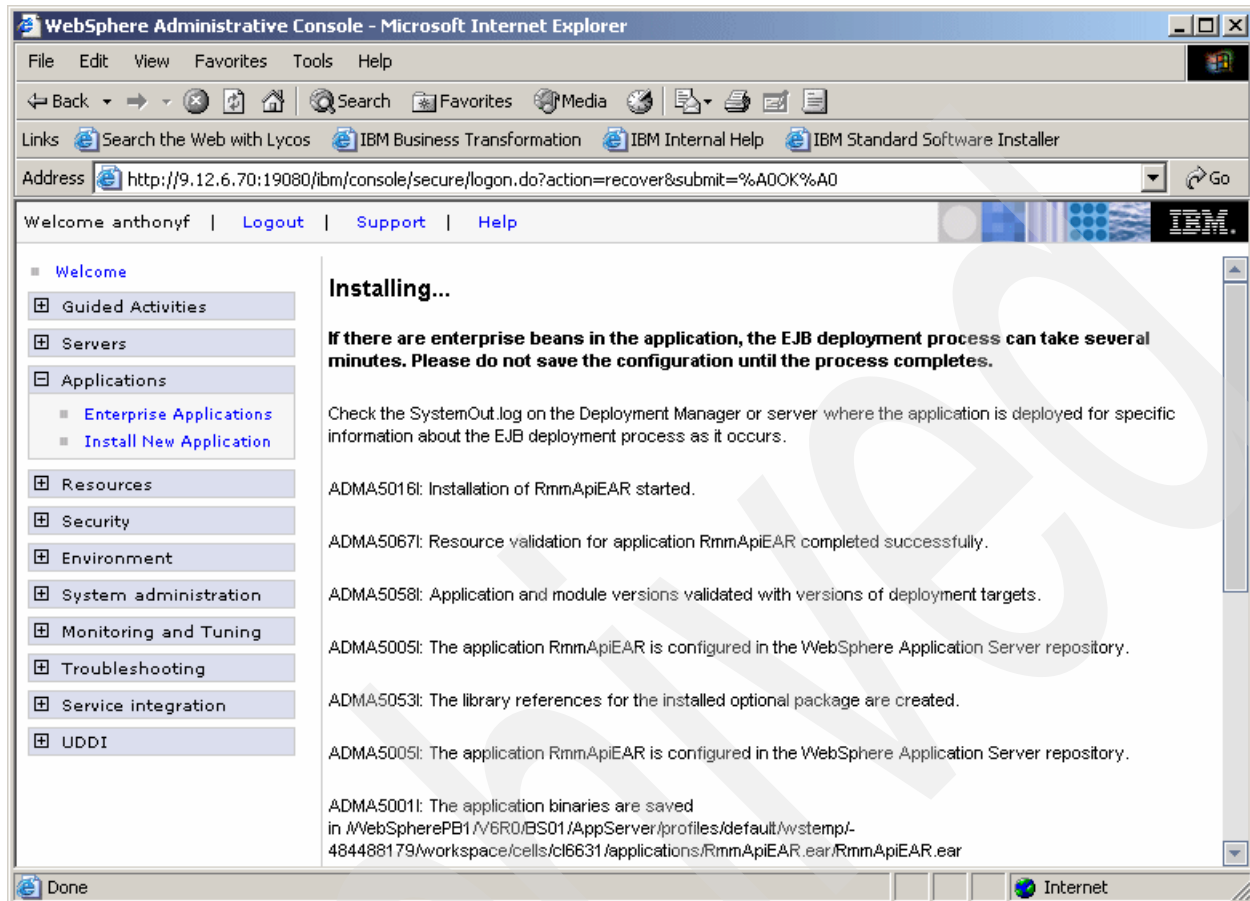 WebSphere Administrative Console - Microsoft Internet Explorer
File Edit View Favorites Tools Help
Back Search Favorites Media
Links Search the Web with Lycos IBM Business Transformation IBM Internal Help IBM Standard Software Installer
Address http://9.12.6.70:19080/ibm/console/secure/logon.do?action=recover&submit=%A0OK%A0 Go
Welcome anthonyf | Logout | Support | Help IBM.
Welcome
Guided Activities
Servers
Applications
Enterprise Applications
Install New Application
Resources
Security
Environment
System administration
Monitoring and Tuning
Troubleshooting
Service integration
UDDI
Installing...
If there are enterprise beans in the application, the EJB deployment process can take several
minutes. Please do not save the configuration until the process completes.
Check the SystemOut.log on the Deployment Manager or server where the application is deployed for specific
information about the EJB deployment process as it occurs.
ADMA5016I: Installation of RmmApiEAR started.
ADMA5067I: Resource validation for application RmmApiEAR completed successfully.
ADMA5058I: Application and module versions validated with versions of deployment targets.
ADMA5005I: The application RmmApiEAR is configured in the WebSphere Application Server repository.
ADMA5053I: The library references for the installed optional package are created.
ADMA5005I: The application RmmApiEAR is configured in the WebSphere Application Server repository.
ADMA5001I: The application binaries are saved
in /WebSpherePB1/V6R0/BS01/AppServer/profiles/default/wstemp/-
484488179/workspace/cells/cl6631/applications/RmmApiEAR.ear/RmmApiEAR.ear
Done Internet
hived